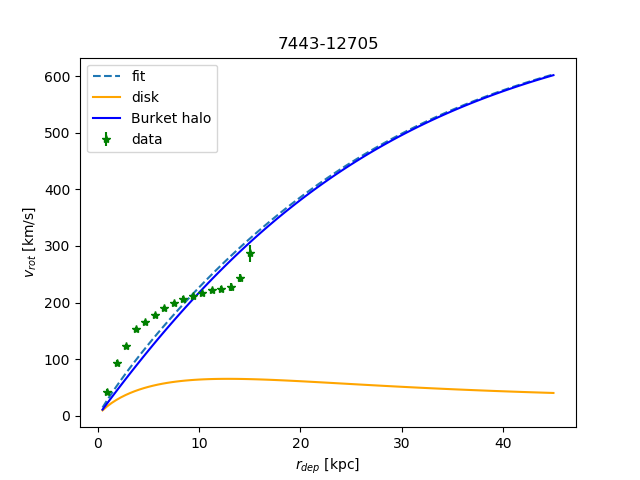 7443-12705
fit
disk
Burket halo
data
600
500
400
300
200
100
0
v_rot [km/s]
0 10 20 30 40
r_dep [kpc]